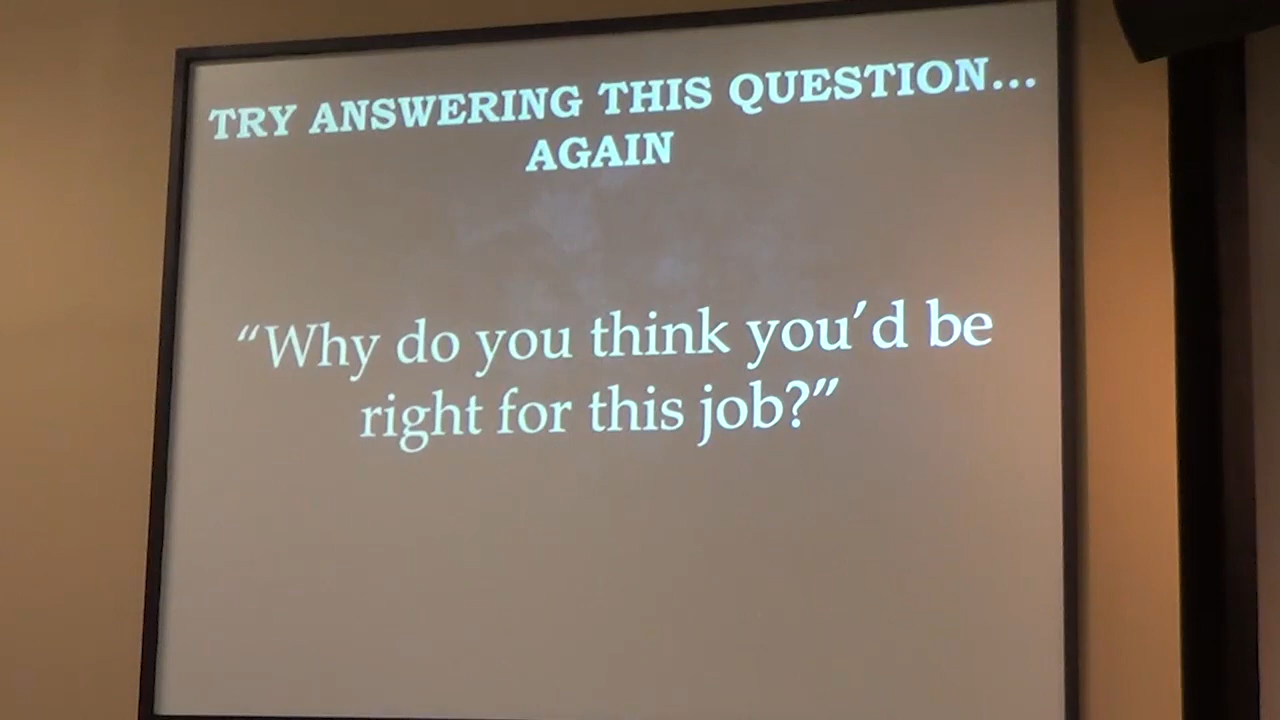 TRY ANSWERING THIS QUESTION...
AGAIN
“Why do you think you’d be
right for this job?”